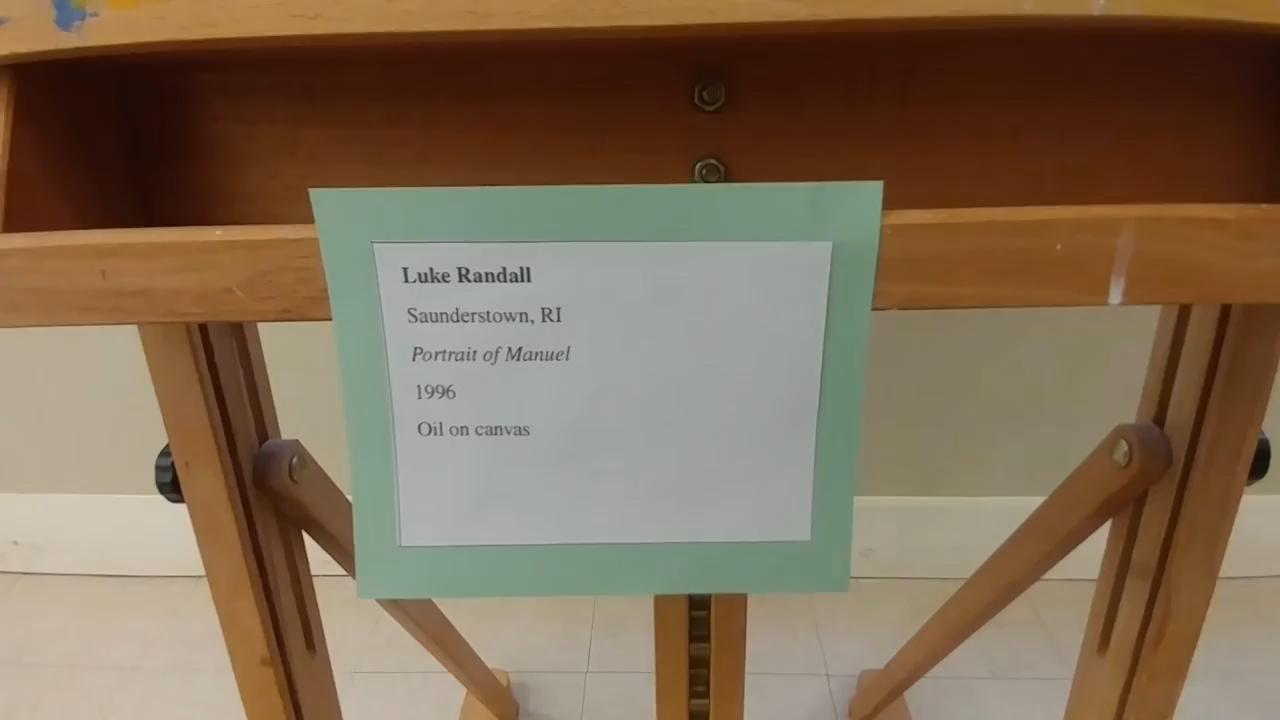 Luke Randall
Saunderstown, RI
Portrait of Manuel
1996
Oil on canvas